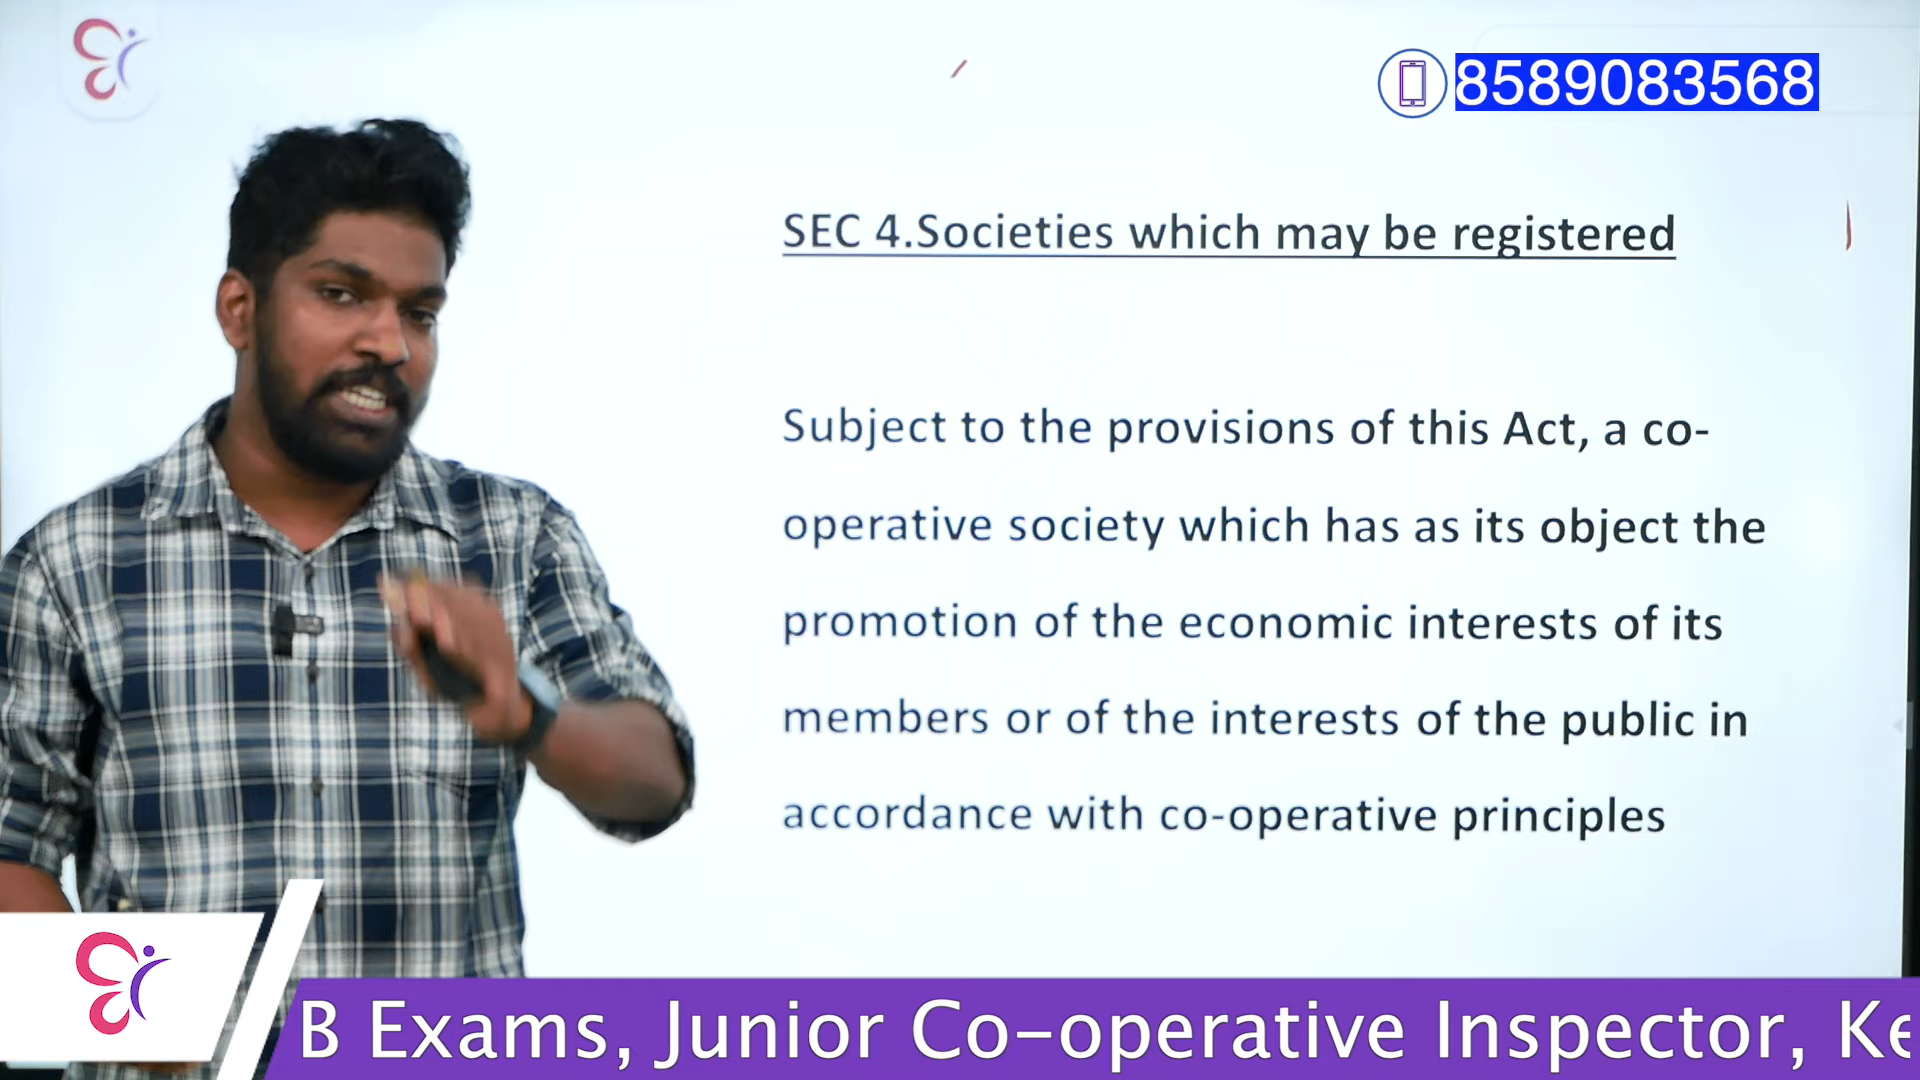 8589083568
SEC 4.Societies which may be registered
Subject to the provisions of this Act, a co-
operative society which has as its object the
promotion of the economic interests of its
members or of the interests of the public in
accordance with co-operative principles
B Exams, Junior Co-operative Inspector, Ke